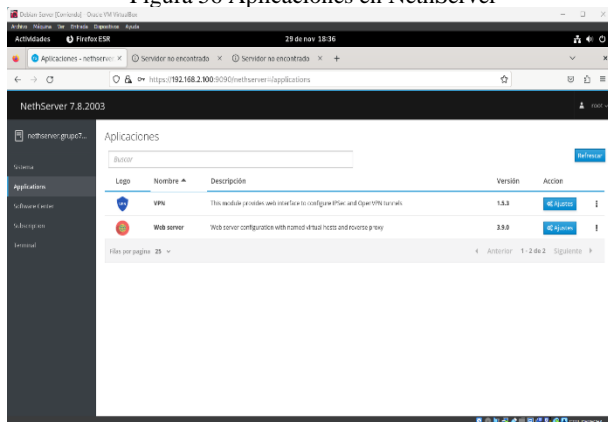 Figura 38 Aplicaciones en NethServer
Debian Server [Corriendo] - Oracle VM VirtualBox
Archivo Máquina Ver Entrada Dispositivos Ayuda
Actividades Firefox ESR 29 de nov 18:36
Aplicaciones - nethserver × Servidor no encontrado × Servidor no encontrado × +
https://192.168.2.100:9090/nethserver#/applications
NethServer 7.8.2003 root
nethserver.grupo7...
Aplicaciones
Buscar
Refrescar
Sistema
Applications
Software Center
Subscription
Terminal
Logo Nombre Descripción Versión Accion
VPN This module provides web interface to configure IPSec and OpenVPN tunnels 1.5.3 Ajustes
Web server Web server configuration with named virtual hosts and reverse proxy 3.9.0 Ajustes
Filas por pagina 25 Anterior 1 - 2 de 2 Siguiente